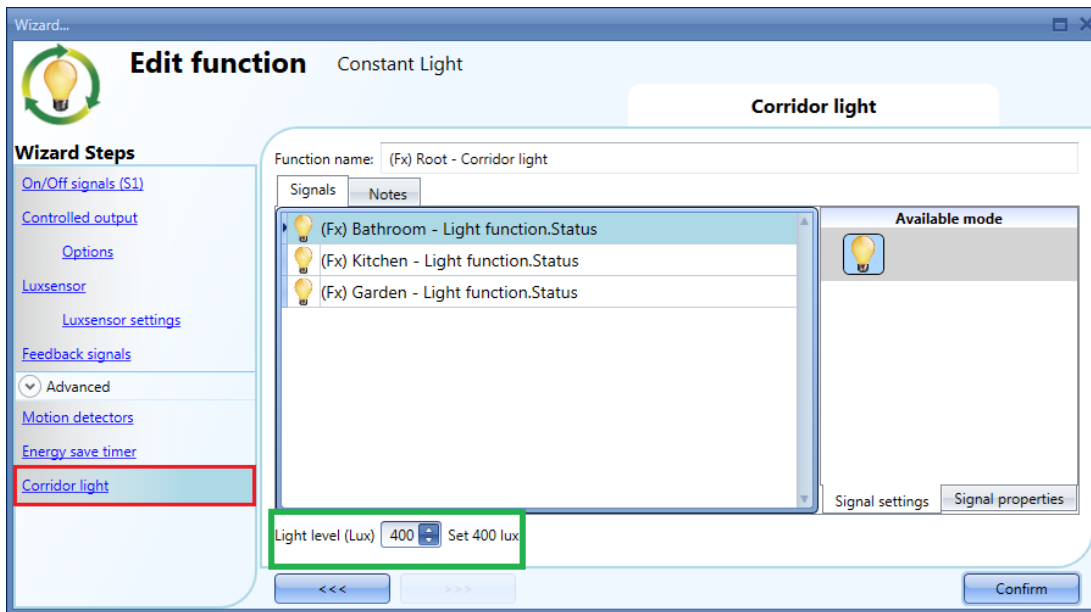 Wizard...
Edit function Constant Light
Corridor light
Wizard Steps
On/Off signals (S1)
Controlled output
Options
Luxsensor
Luxsensor settings
Feedback signals
Advanced
Motion detectors
Energy save timer
Corridor light
Function name: (Fx) Root - Corridor light
Signals Notes
(Fx) Bathroom - Light function.Status
(Fx) Kitchen - Light function.Status
(Fx) Garden - Light function.Status
Available mode
Signal settings Signal properties
Light level (Lux) 400 Set 400 lux
<<< >>> Confirm